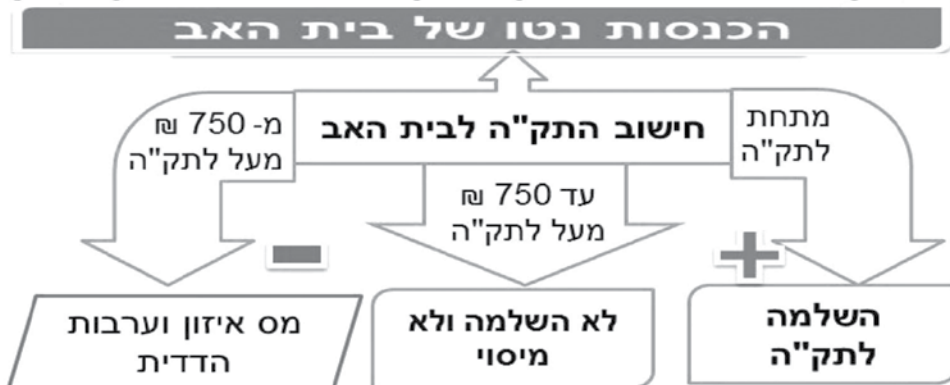 הכנסות נטו של בית האב
חישוב התק"ה לבית האב
מתחת
לתק"ה
עד 750 ₪
מעל לתק"ה
מ- 750 ₪
מעל לתק"ה
השלמה
לתק"ה
לא השלמה ולא
מיסוי
מס איזון וערבות
הדדית